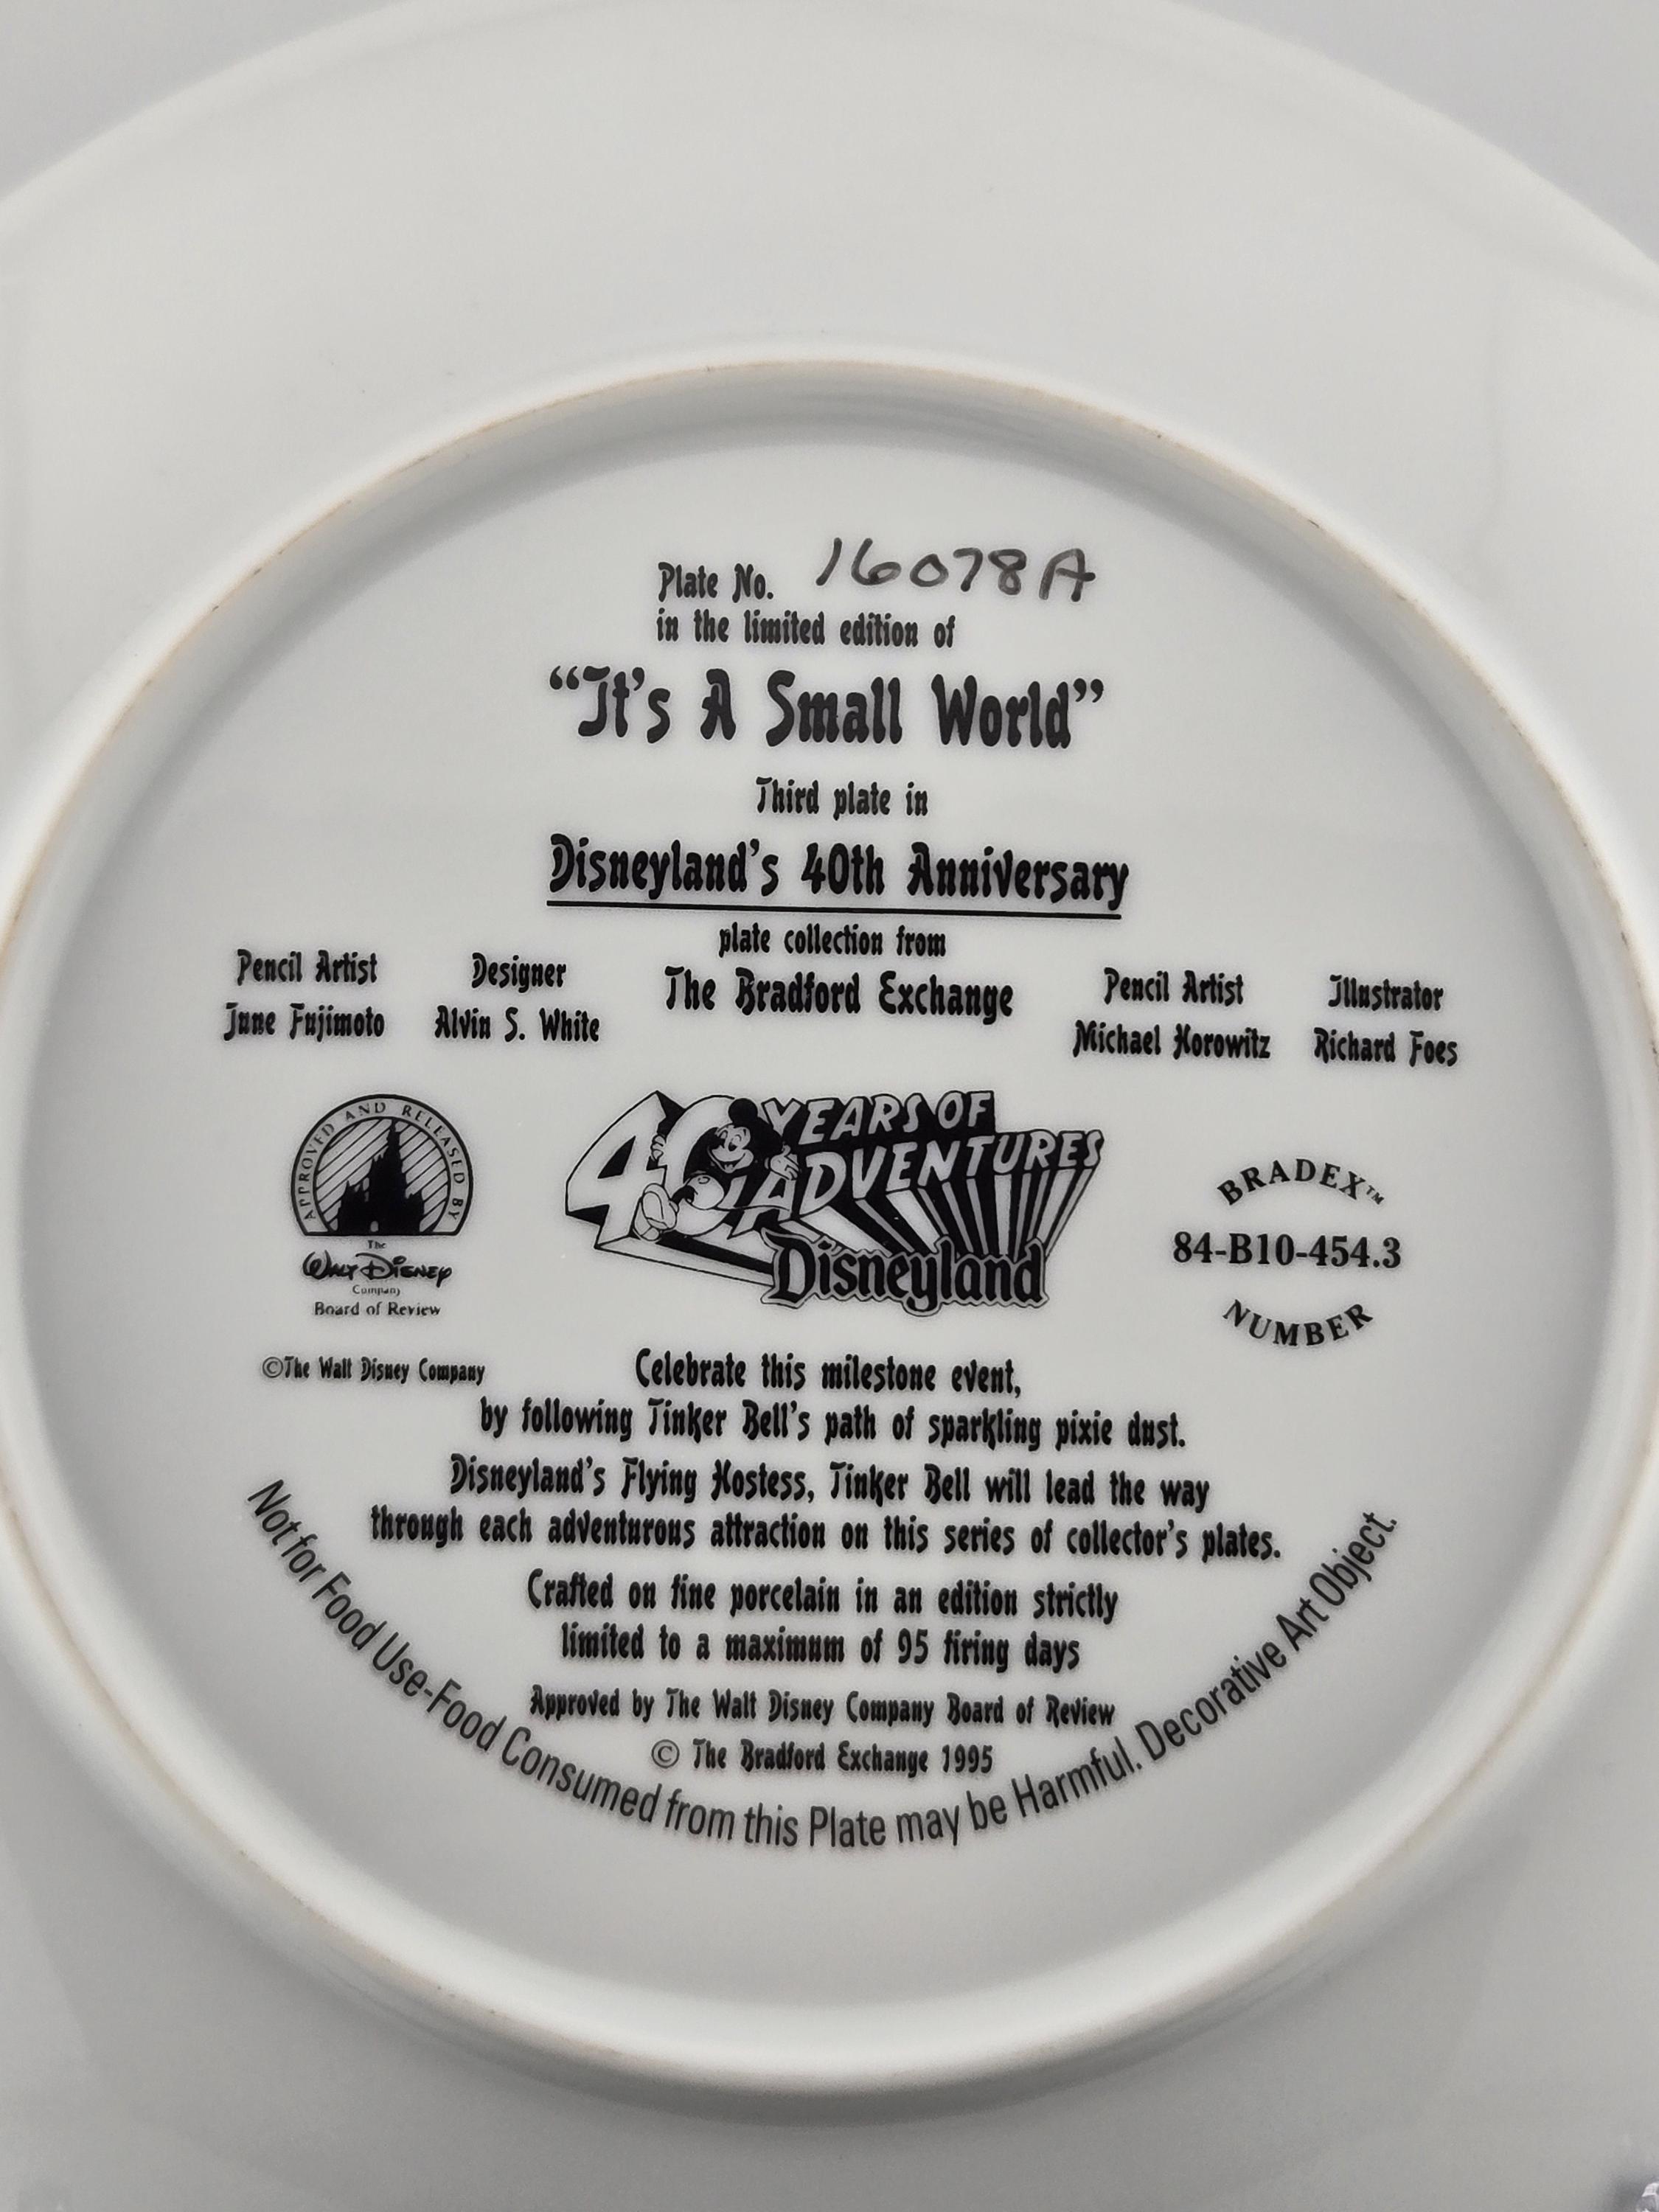 Plate No. 16078A
in the limited edition of
“It's A Small World”
Third plate in
Disneyland's 40th Anniversary
plate collection from
The Bradford Exchange
Pencil Artist
June Fujimoto
Designer
Alvin S. White
Pencil Artist
Michael Horowitz
Illustrator
Richard Foes
APPROVED AND RELEASED BY
The
WALT DISNEY
Company
Board of Review
©The Walt Disney Company
40 YEARS OF
ADVENTURES
Disneyland
BRADEX™
84-B10-454.3
NUMBER
Celebrate this milestone event,
by following Tinker Bell's path of sparkling pixie dust.
Disneyland's Flying Hostess, Tinker Bell will lead the way
through each adventurous attraction on this series of collector's plates.
Crafted on fine porcelain in an edition strictly
limited to a maximum of 95 firing days
Approved by The Walt Disney Company Board of Review
© The Bradford Exchange 1995
Not for Food Use-Food Consumed from this Plate may be Harmful. Decorative Art Object.